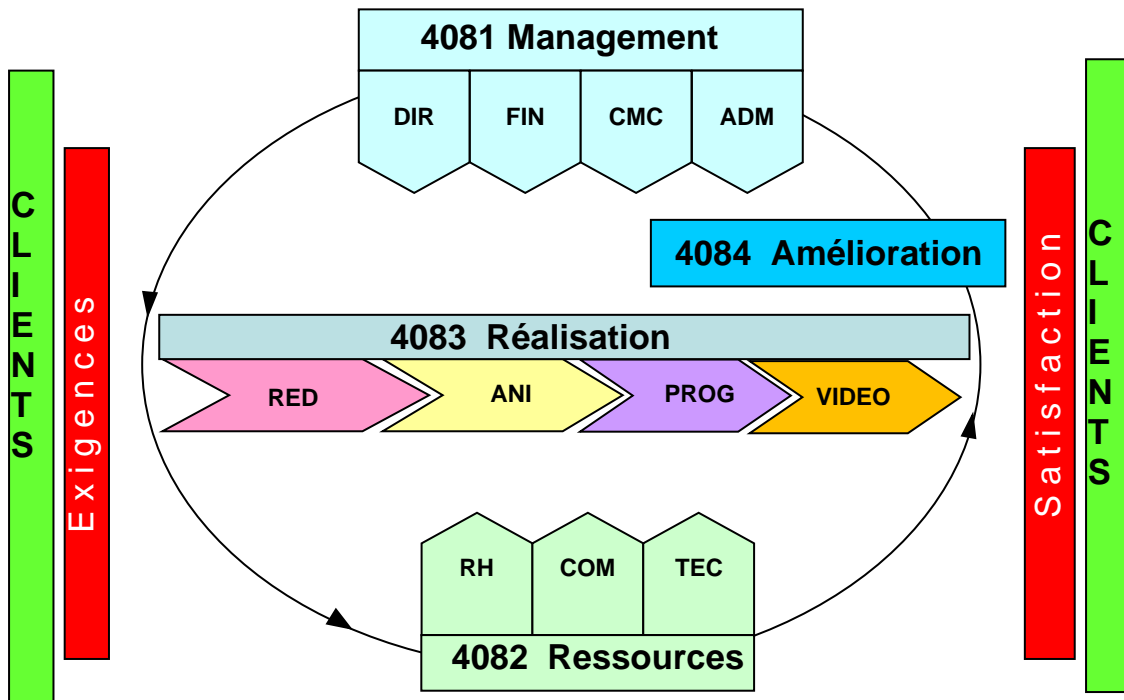 4081 Management
DIR FIN CMC ADM
CLIENTS
Exigences
4084 Amélioration
Satisfaction
CLIENTS
4083 Réalisation
RED ANI PROG VIDEO
RH COM TEC
4082 Ressources